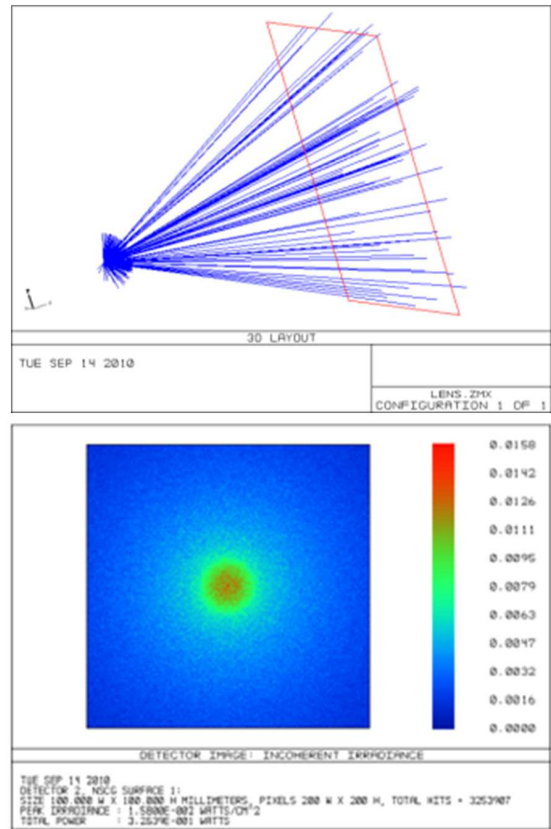 3D LAYOUT
TUE SEP 14 2010
LENS.ZMX
CONFIGURATION 1 OF 1
0.0158
0.0142
0.0126
0.0111
0.0095
0.0079
0.0063
0.0047
0.0032
0.0016
0.0000
DETECTOR IMAGE: INCOHERENT IRRADIANCE
TUE SEP 14 2010
DETECTOR 2, NSCG SURFACE 1:
SIZE 100.000 W X 100.000 H MILLIMETERS, PIXELS 200 W X 200 H, TOTAL HITS = 3253907
PEAK IRRADIANCE : 1.5800E-002 WATTS/CM^2
TOTAL POWER : 3.2539E-001 WATTS